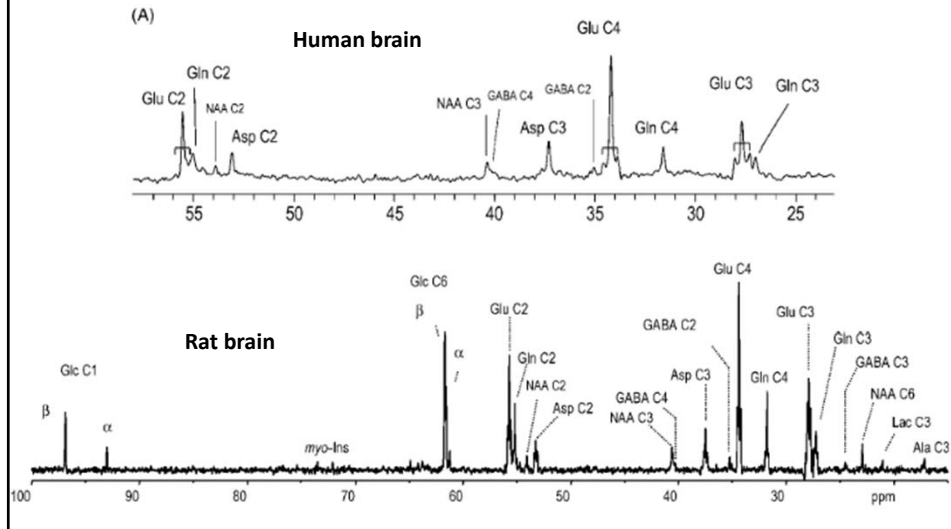 (A)
Human brain
Glu C4
Gln C2
Glu C2
NAA C2
Asp C2
NAA C3
GABA C4
Asp C3
GABA C2
Gln C4
Glu C3
Gln C3
55 50 45 40 35 30 25
Rat brain
Glc C1
β
α
myo-Ins
Glc C6
β
α
Glu C2
Gln C2
NAA C2
Asp C2
GABA C4
NAA C3
Asp C3
GABA C2
Glu C4
Gln C4
Glu C3
Gln C3
GABA C3
NAA C6
Lac C3
Ala C3
100 90 80 70 60 50 40 30 ppm